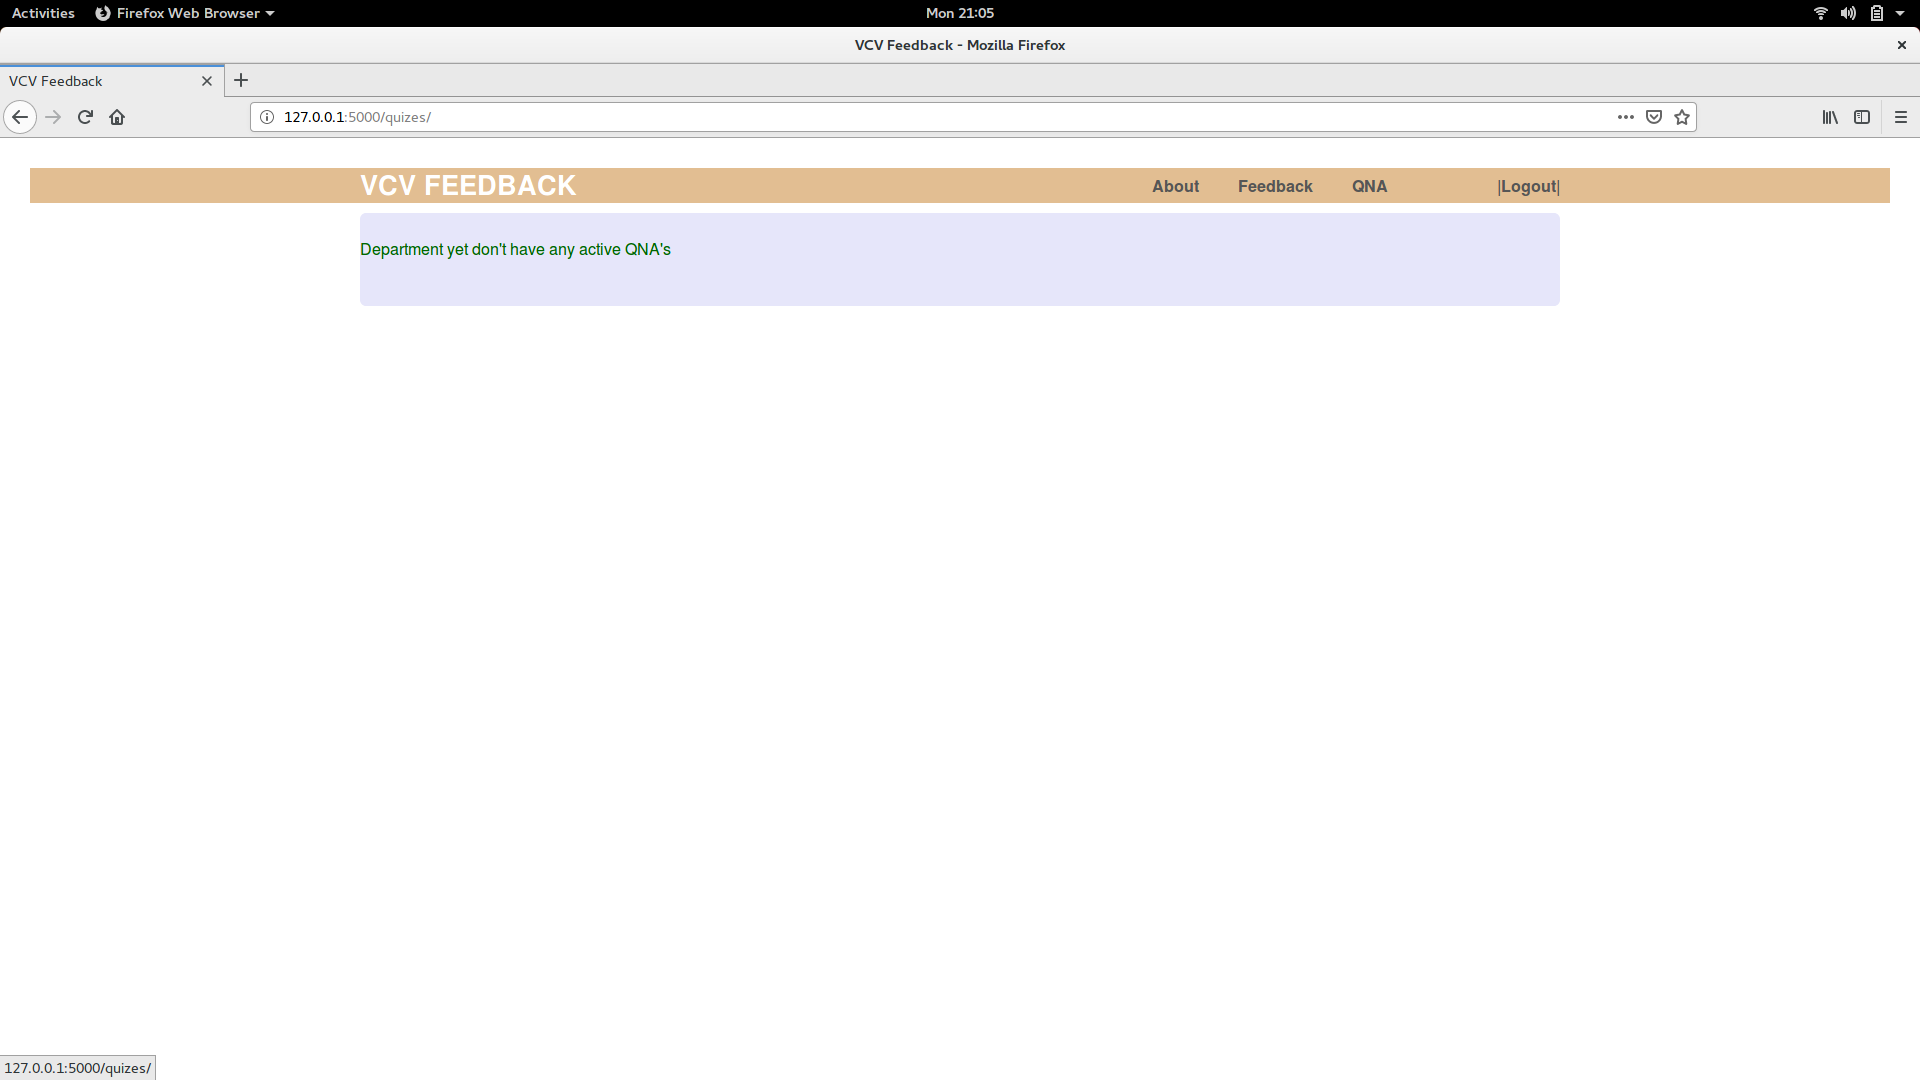 Activities Firefox Web Browser Mon 21:05
VCV Feedback - Mozilla Firefox
VCV Feedback
127.0.0.1:5000/quizes/
VCV FEEDBACK About Feedback QNA |Logout|
Department yet don't have any active QNA's
127.0.0.1:5000/quizes/